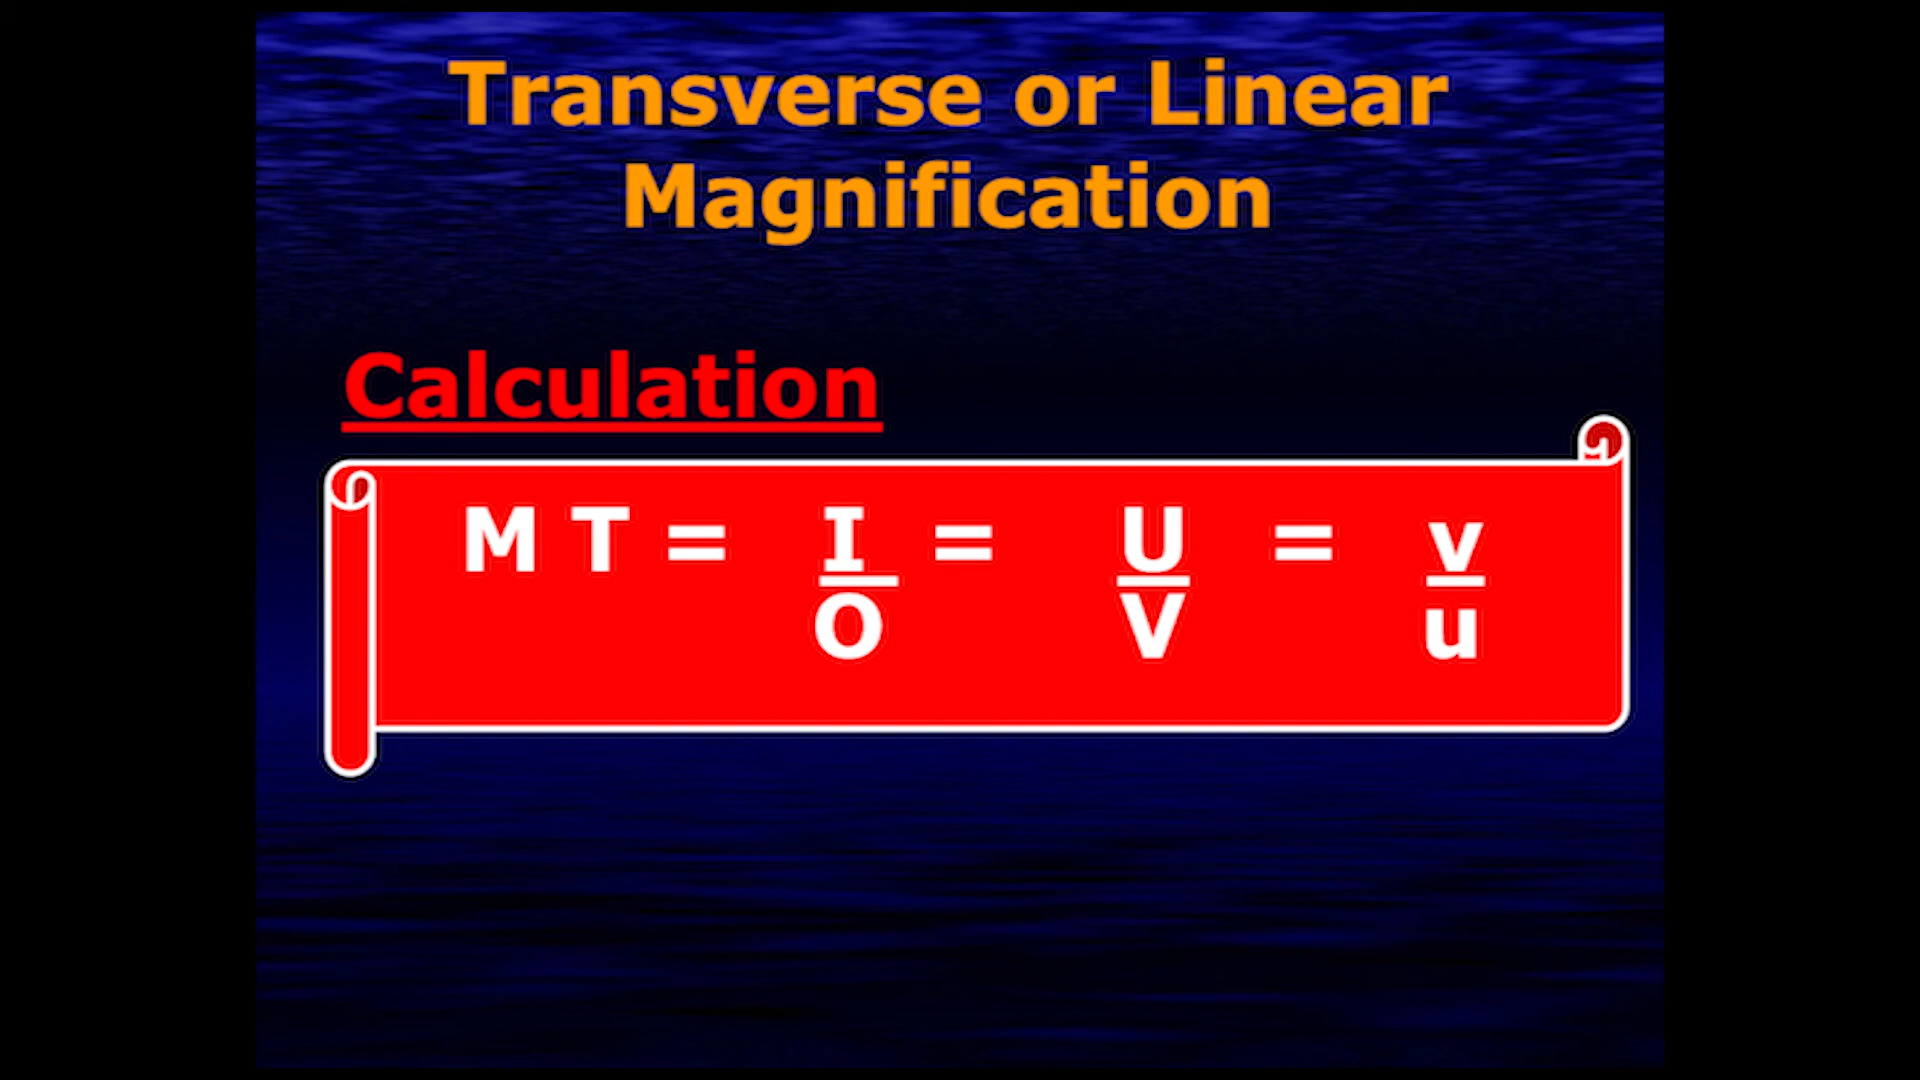 Transverse or Linear
Magnification
Calculation
M T = I = U = v
O V u